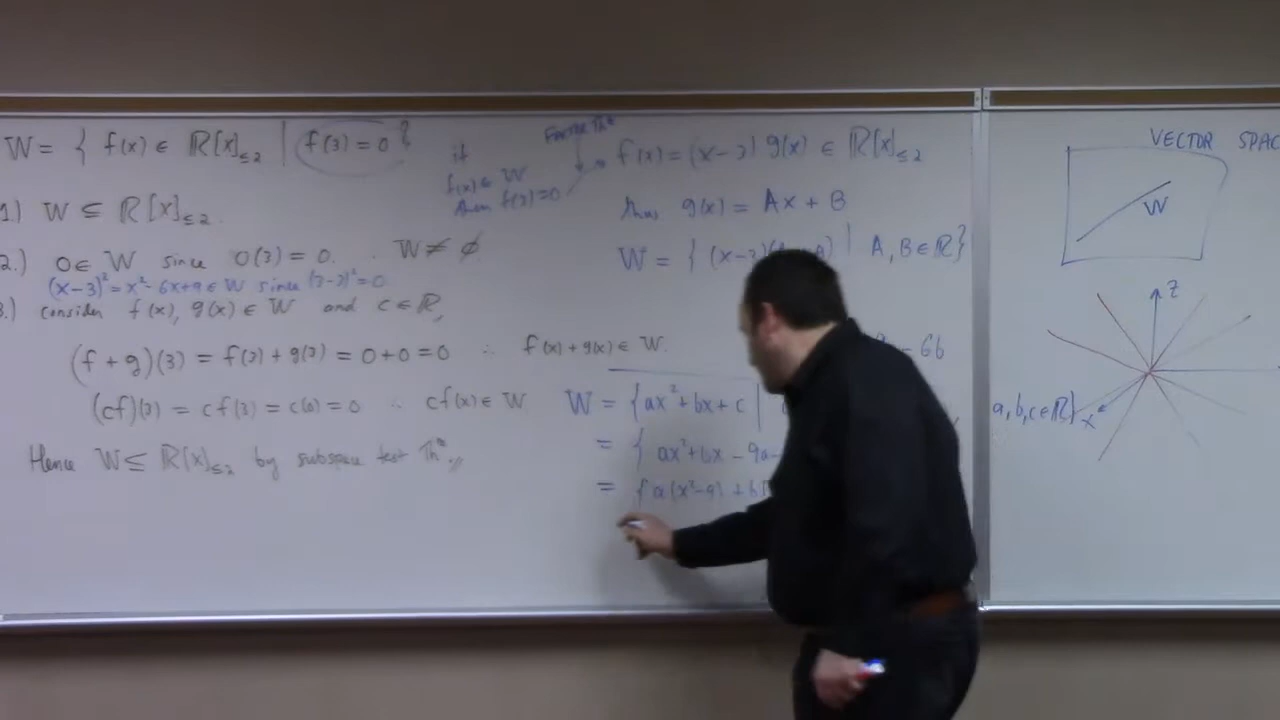 W = { f(x) ∈ ℝ[x]≤2 | f(3) = 0 }
1.) W ⊆ ℝ[x]≤2.
2.) 0 ∈ W since 0(3) = 0. W ≠ ∅
(x-3)² = x² - 6x + 9 ∈ W since (3-3)² = 0
3.) consider f(x), g(x) ∈ W and c ∈ ℝ,
(f + g)(3) = f(3) + g(3) = 0 + 0 = 0 ∴ f(x) + g(x) ∈ W.
(cf)(3) = cf(3) = c(0) = 0 ∴ cf(x) ∈ W
Hence W ≤ ℝ[x]≤2 by subspace test Thᵐ.
if
f(x) ∈ W
then f(3) = 0
Factor Thᵐ
f(x) = (x-3) g(x) ∈ ℝ[x]≤2
thus g(x) = Ax + B
W = { (x-3)( | A, B ∈ ℝ }
- 6b
W = { ax² + bx + c |
a, b, c ∈ ℝ }
= { ax² + bx - 9a -
= { a(x²-9) + b(
VECTOR SPAC
W
z
x